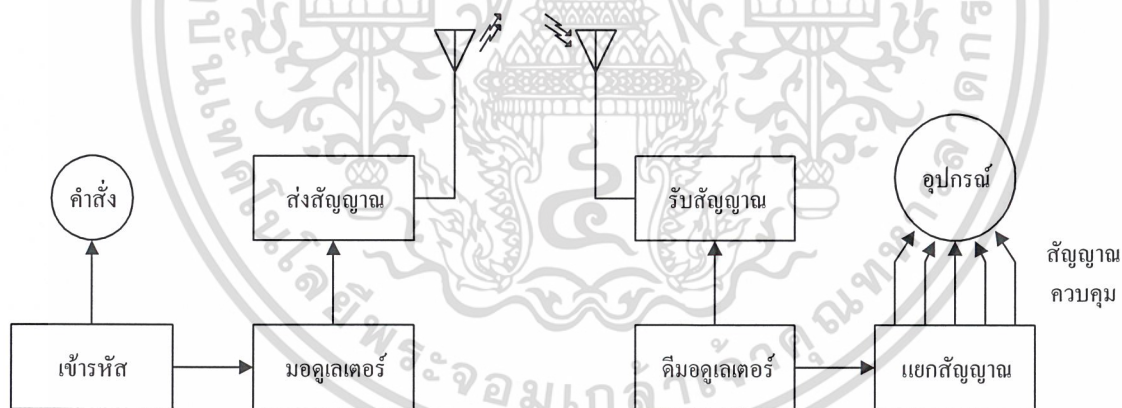 คำสั่ง
ส่งสัญญาณ
รับสัญญาณ
อุปกรณ์
สัญญาณ
ควบคุม
เข้ารหัส
มอดูเลเตอร์
ดีมอดูเลเตอร์
แยกสัญญาณ